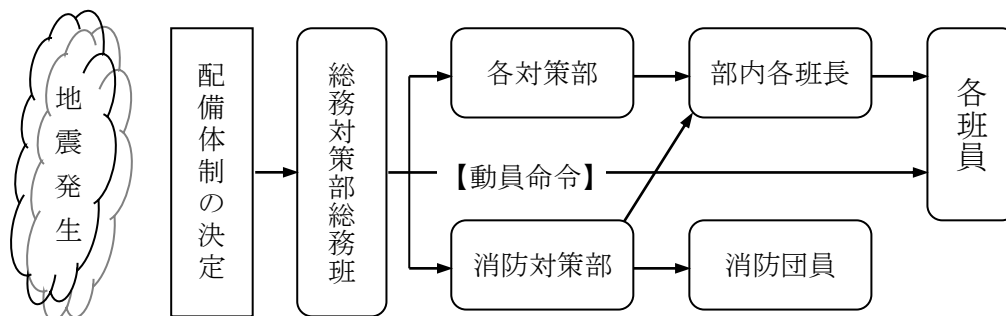 地震発生
配備体制の決定
総務対策部総務班
各対策部
部内各班長
各班員
【動員命令】
消防対策部
消防団員